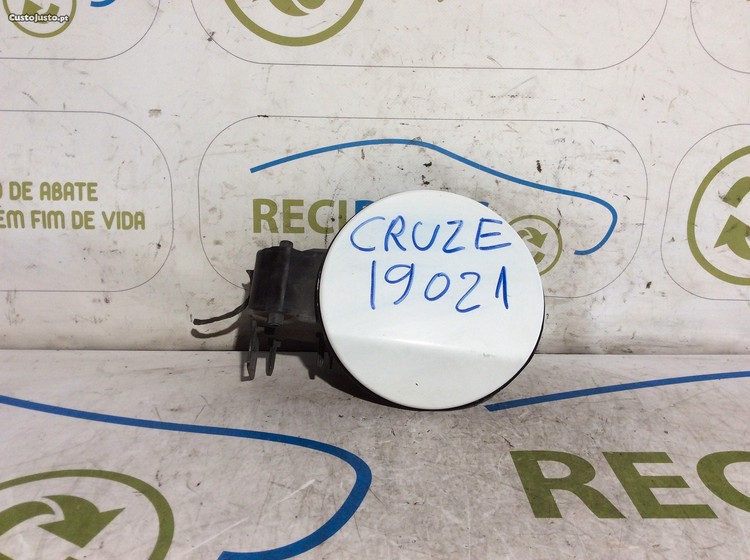 CustoJusto.pt
DE ABATE
EM FIM DE VIDA
RECI
CRUZE
19021
REC